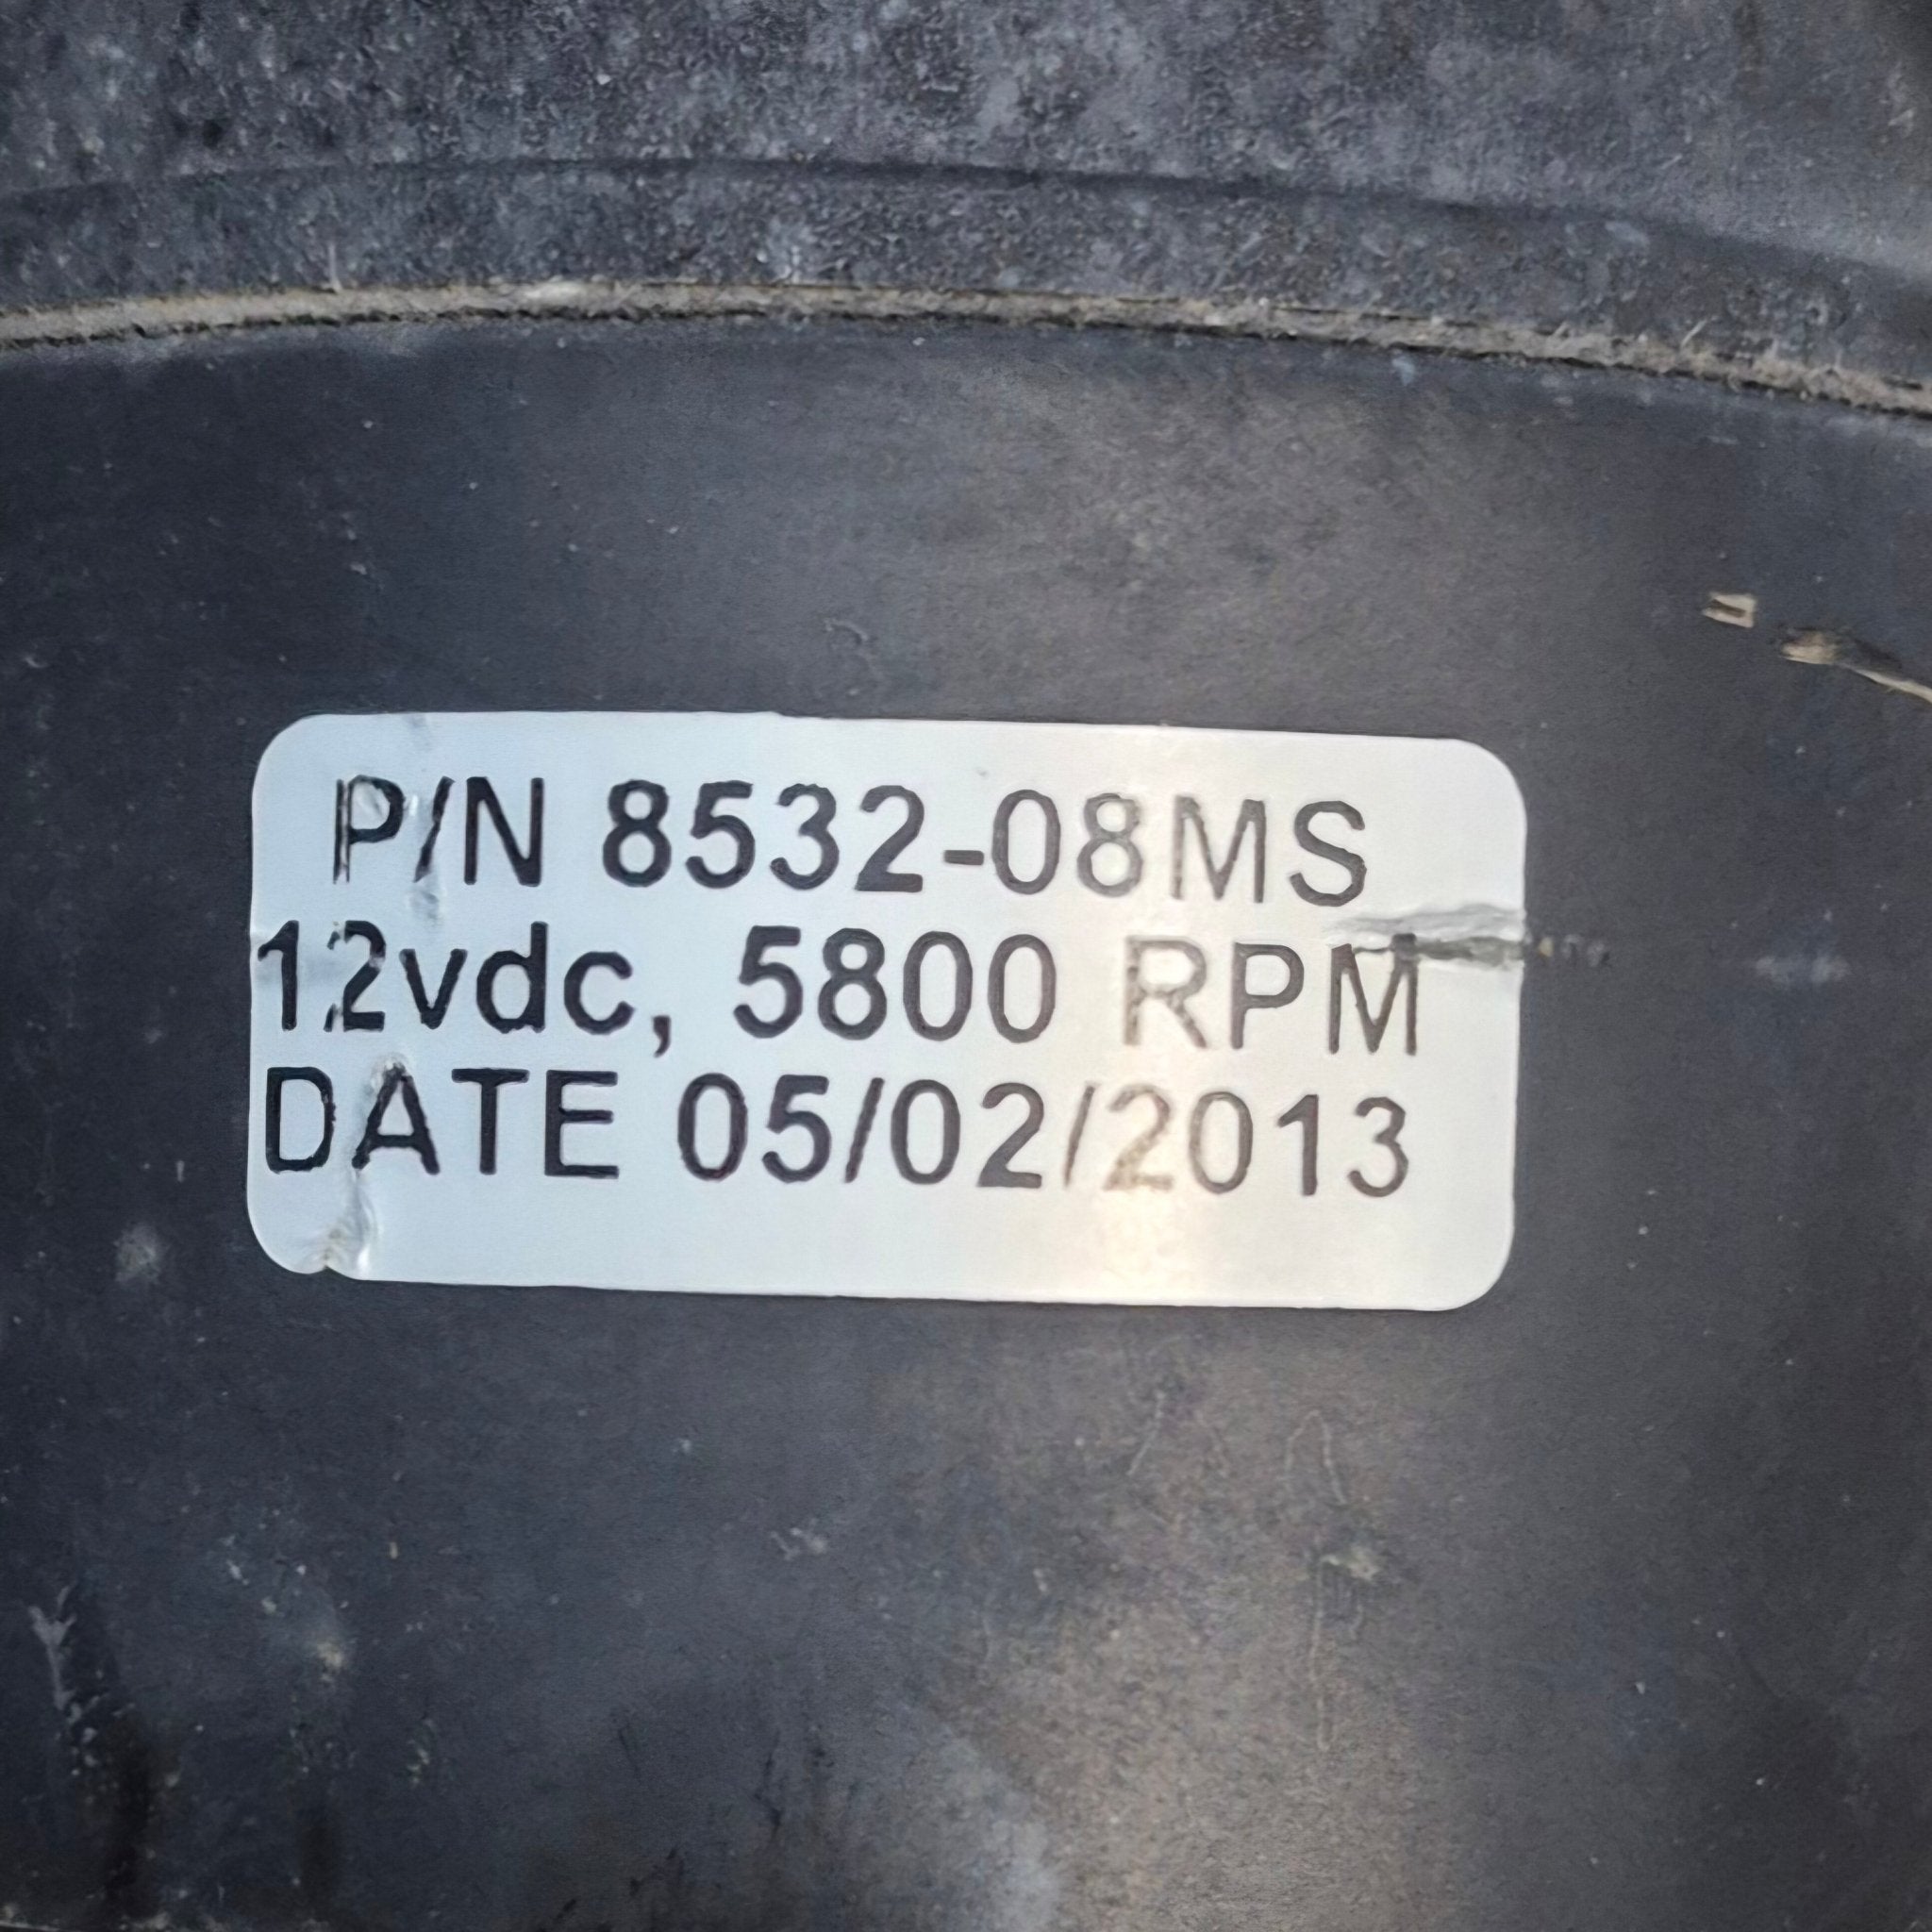 P/N 8532-08MS
12vdc, 5800 RPM
DATE 05/02/2013